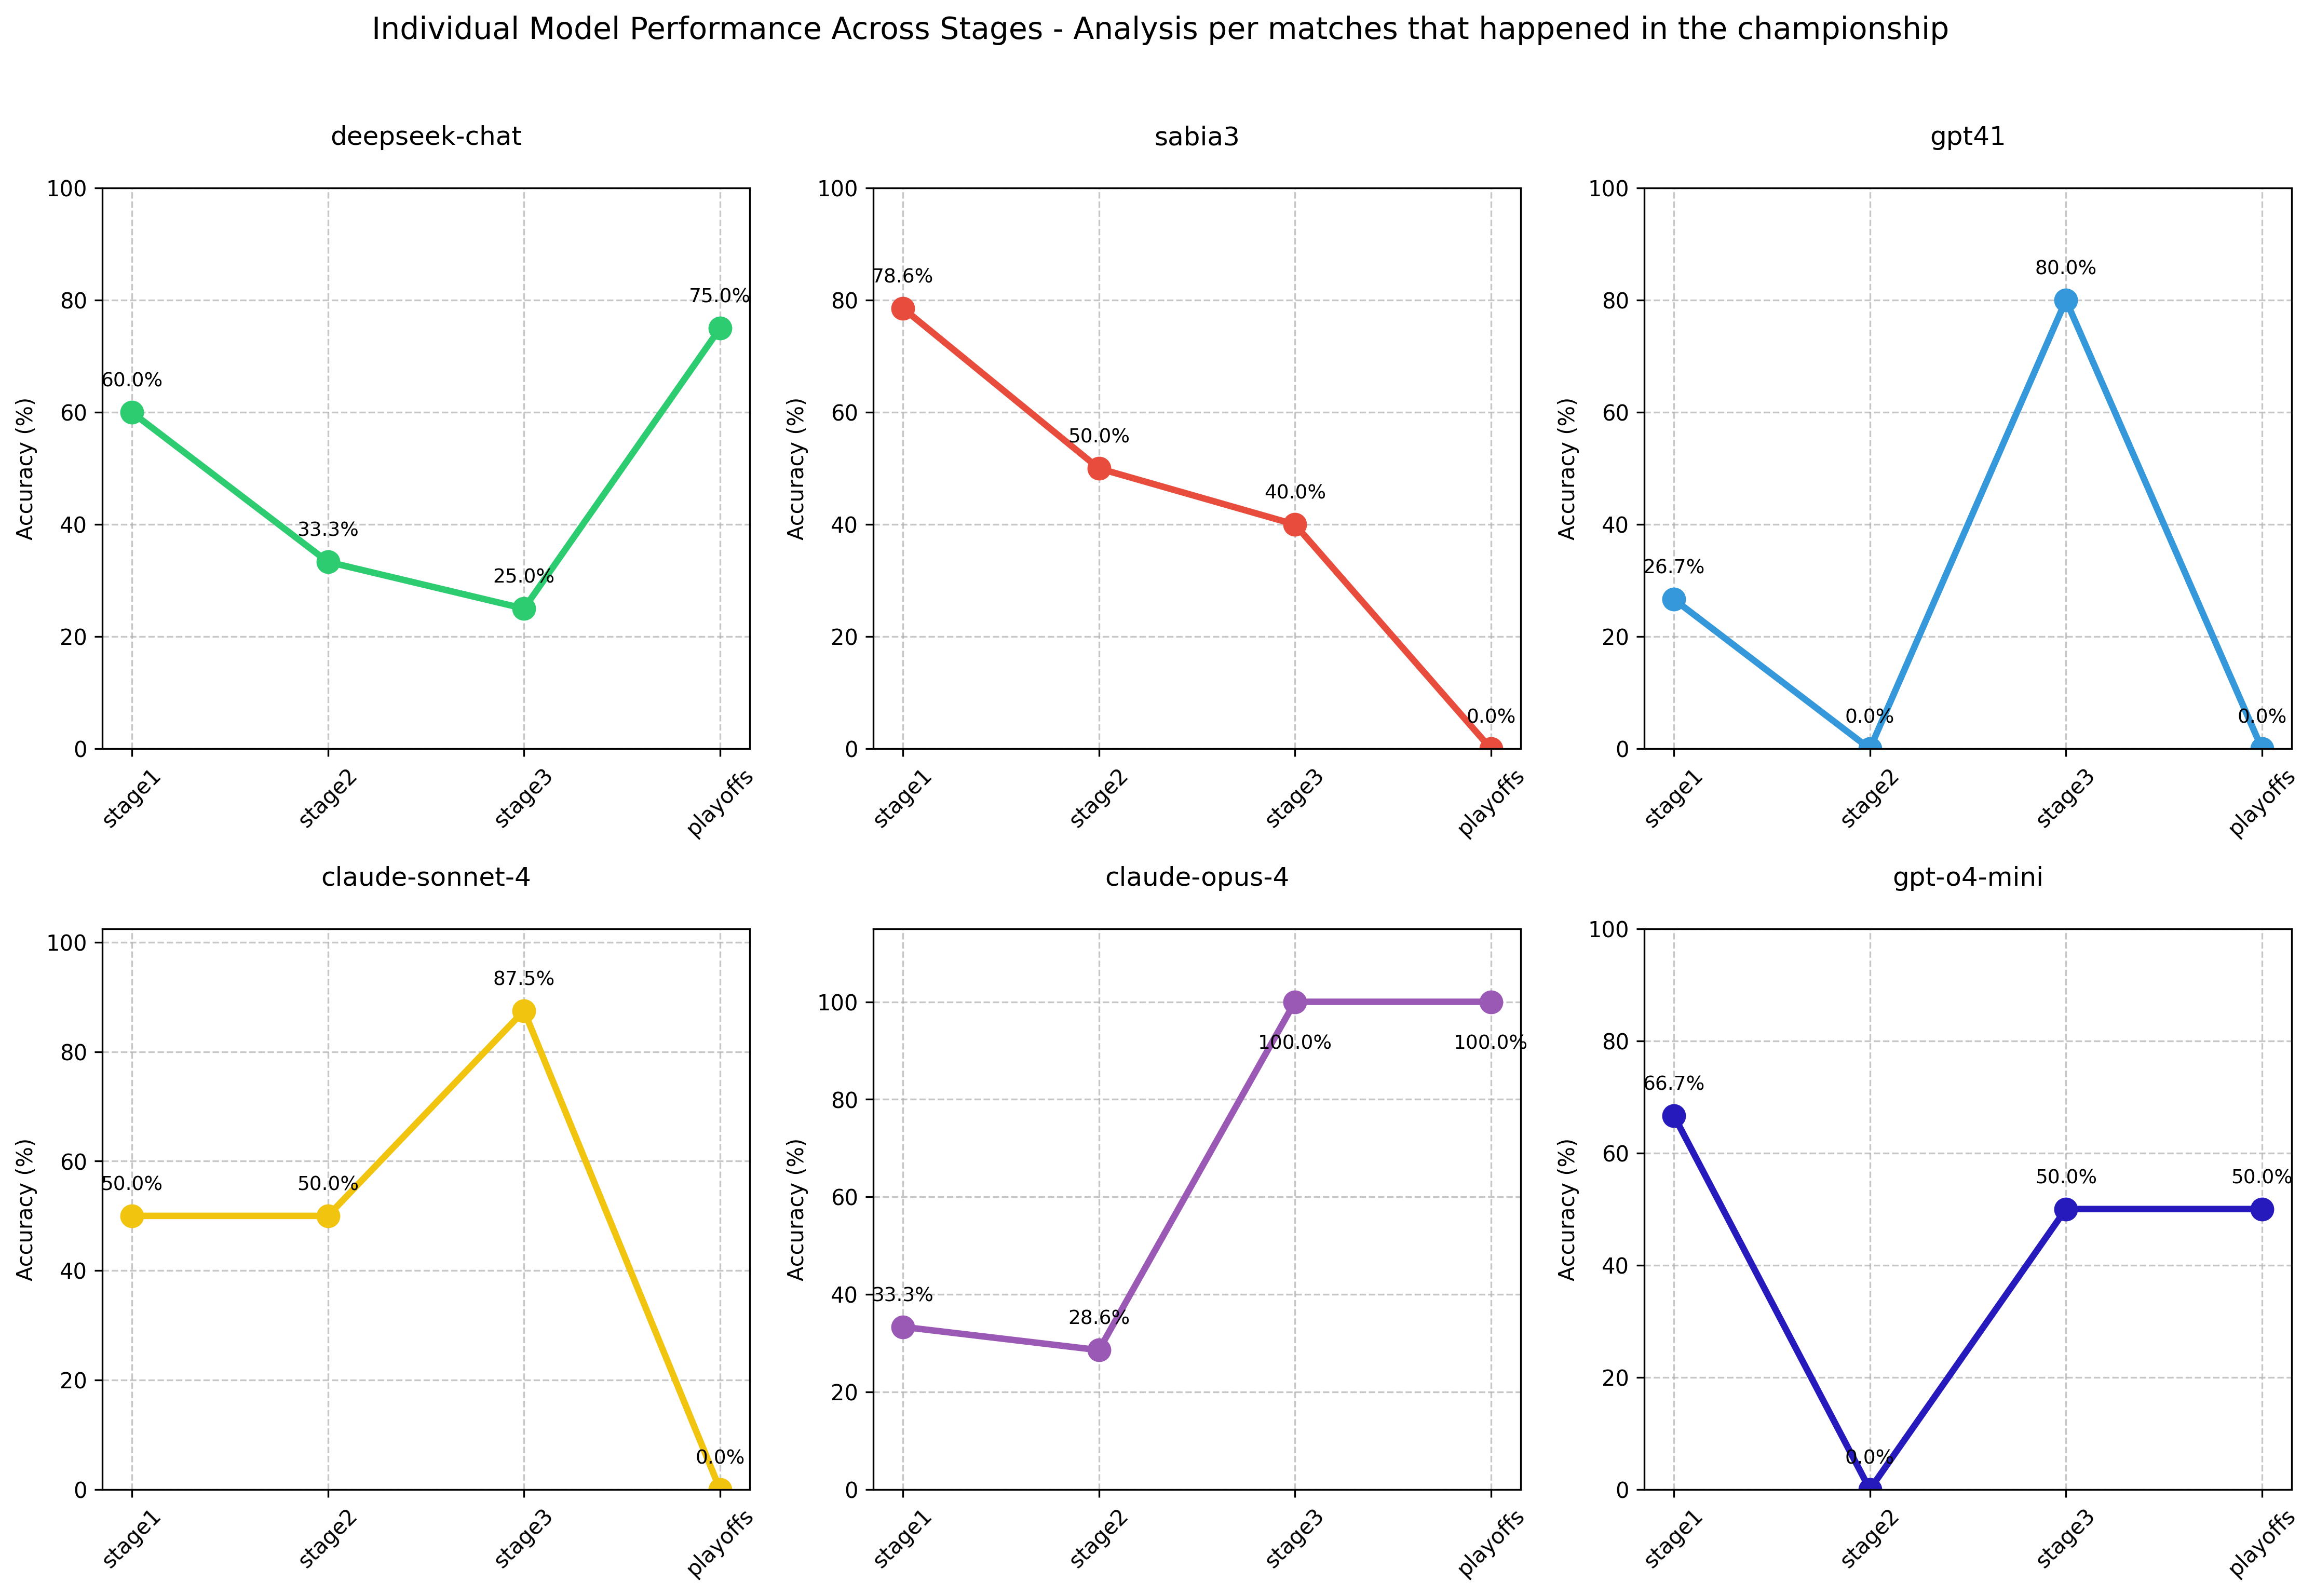 Individual Model Performance Across Stages - Analysis per matches that happened in the championship
deepseek-chat
Accuracy (%)
100
80
60
40
20
0
60.0%
33.3%
25.0%
75.0%
stage1
stage2
stage3
playoffs
sabia3
Accuracy (%)
100
80
60
40
20
0
78.6%
50.0%
40.0%
0.0%
stage1
stage2
stage3
playoffs
gpt41
Accuracy (%)
100
80
60
40
20
0
26.7%
0.0%
80.0%
0.0%
stage1
stage2
stage3
playoffs
claude-sonnet-4
Accuracy (%)
100
80
60
40
20
0
50.0%
50.0%
87.5%
0.0%
stage1
stage2
stage3
playoffs
claude-opus-4
Accuracy (%)
100
80
60
40
20
0
33.3%
28.6%
100.0%
100.0%
stage1
stage2
stage3
playoffs
gpt-o4-mini
Accuracy (%)
100
80
60
40
20
0
66.7%
0.0%
50.0%
50.0%
stage1
stage2
stage3
playoffs